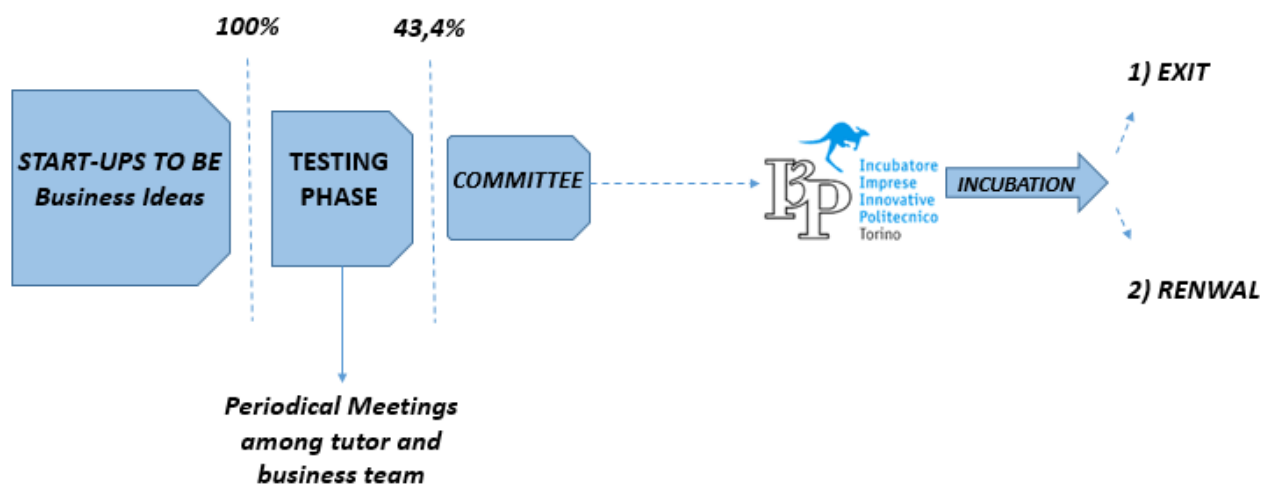 100%
43,4%
START-UPS TO BE
Business Ideas
TESTING
PHASE
COMMITTEE
I3P
Incubatore
Imprese
Innovative
Politecnico
Torino
INCUBATION
1) EXIT
2) RENWAL
Periodical Meetings
among tutor and
business team